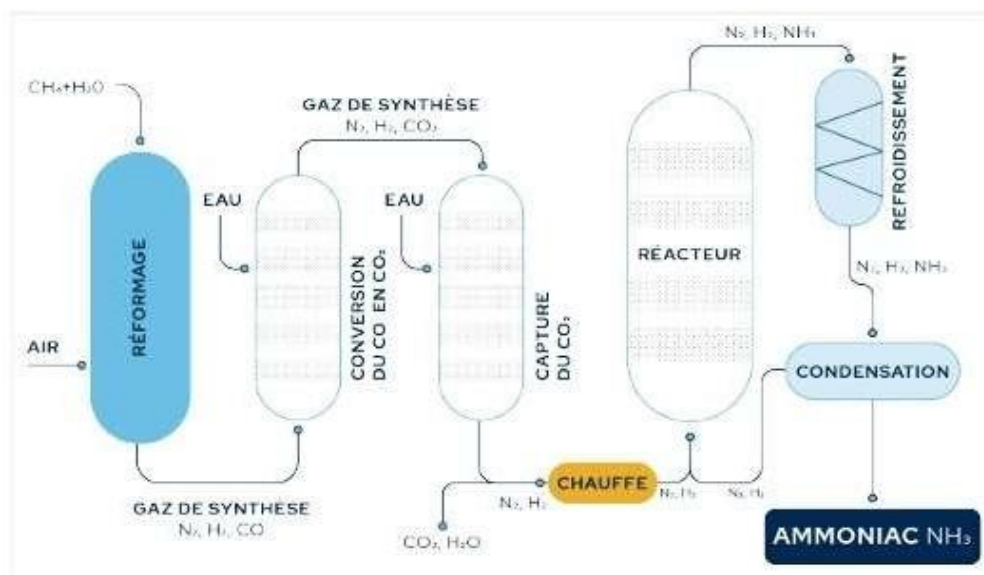 CH₄+H₂O
AIR
RÉFORMAGE
GAZ DE SYNTHÈSE
N₂, H₂, CO
EAU
CONVERSION
DU CO EN CO₂
GAZ DE SYNTHÈSE
N₂, H₂, CO₂
EAU
CAPTURE
DU CO₂
CO₂, H₂O
N₂, H₂
CHAUFFE
N₂, H₂
RÉACTEUR
N₂, H₂, NH₃
REFROIDISSEMENT
N₂, H₂, NH₃
CONDENSATION
N₂, H₂
AMMONIAC NH₃